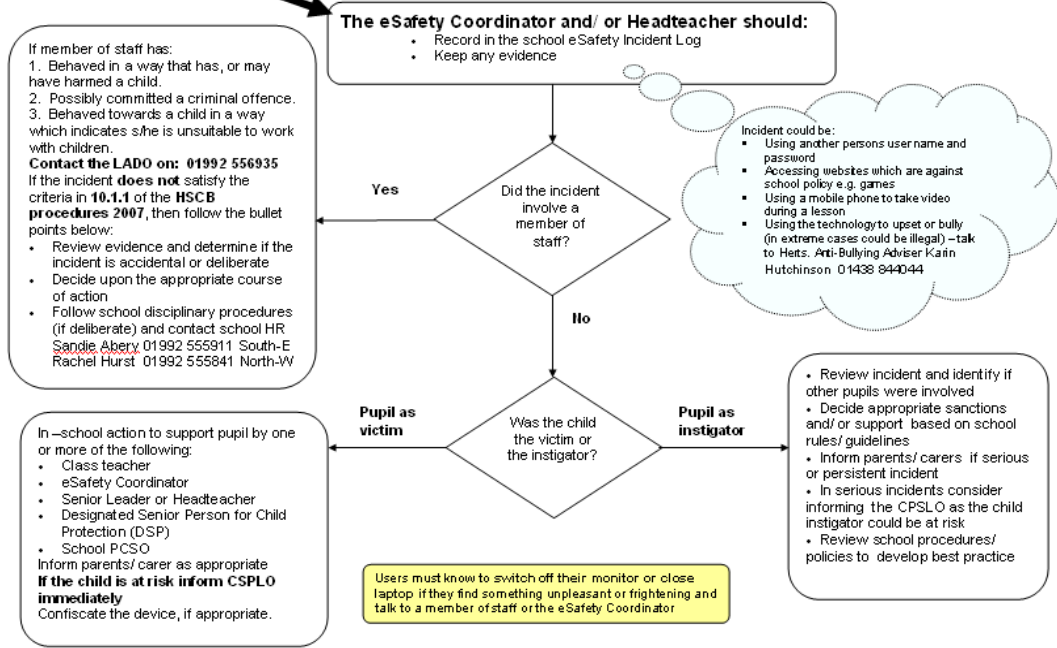 The eSafety Coordinator and/ or Headteacher should:
• Record in the school eSafety Incident Log
• Keep any evidence
If member of staff has:
1. Behaved in a way that has, or may
have harmed a child.
2. Possibly committed a criminal offence.
3. Behaved towards a child in a way
which indicates s/he is unsuitable to work
with children.
Contact the LADO on: 01992 556935
If the incident does not satisfy the
criteria in 10.1.1 of the HSCB
procedures 2007, then follow the bullet
points below:
• Review evidence and determine if the
incident is accidental or deliberate
• Decide upon the appropriate course
of action
• Follow school disciplinary procedures
(if deliberate) and contact school HR
Sandie Abery 01992 555911 South-E
Rachel Hurst 01992 555841 North-W
Yes
Did the incident
involve a
member of
staff?
Incident could be:
▪ Using another persons user name and
password
▪ Accessing websites which are against
school policy e.g. games
▪ Using a mobile phone to take video
during a lesson
▪ Using the technology to upset or bully
(in extreme cases could be illegal) – talk
to Herts. Anti-Bullying Adviser Karin
Hutchinson 01438 844044
No
In –school action to support pupil by one
or more of the following:
• Class teacher
• eSafety Coordinator
• Senior Leader or Headteacher
• Designated Senior Person for Child
Protection (DSP)
• School PCSO
Inform parents/ carer as appropriate
If the child is at risk inform CSPLO
immediately
Confiscate the device, if appropriate.
Pupil as
victim
Was the child
the victim or
the instigator?
Pupil as
instigator
• Review incident and identify if
other pupils were involved
• Decide appropriate sanctions
and/ or support based on school
rules/ guidelines
• Inform parents/ carers if serious
or persistent incident
• In serious incidents consider
informing the CPSLO as the child
instigator could be at risk
• Review school procedures/
policies to develop best practice
Users must know to switch off their monitor or close
laptop if they find something unpleasant or frightening and
talk to a member of staff or the eSafety Coordinator